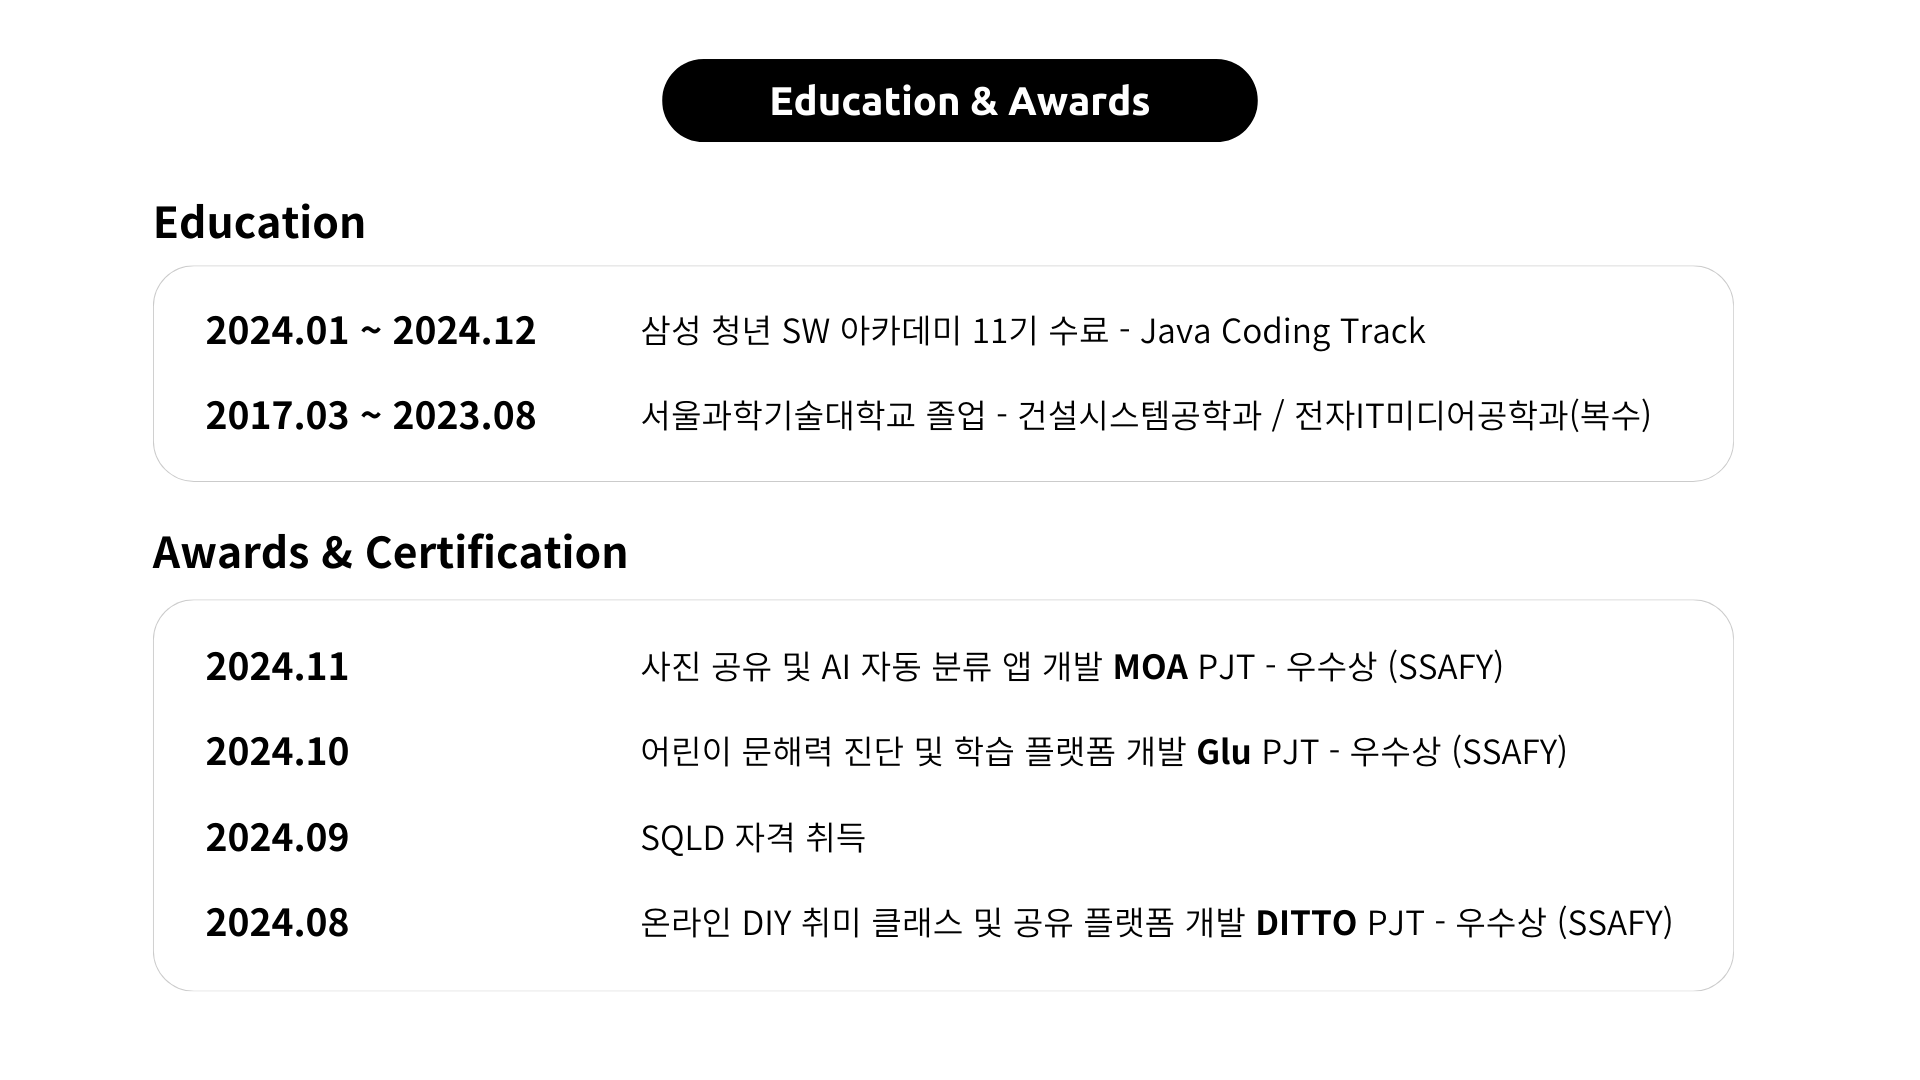 Education & Awards
Education
2024.01 ~ 2024.12 삼성 청년 SW 아카데미 11기 수료 - Java Coding Track
2017.03 ~ 2023.08 서울과학기술대학교 졸업 - 건설시스템공학과 / 전자IT미디어공학과(복수)
Awards & Certification
2024.11 사진 공유 및 AI 자동 분류 앱 개발 MOA PJT - 우수상 (SSAFY)
2024.10 어린이 문해력 진단 및 학습 플랫폼 개발 Glu PJT - 우수상 (SSAFY)
2024.09 SQLD 자격 취득
2024.08 온라인 DIY 취미 클래스 및 공유 플랫폼 개발 DITTO PJT - 우수상 (SSAFY)